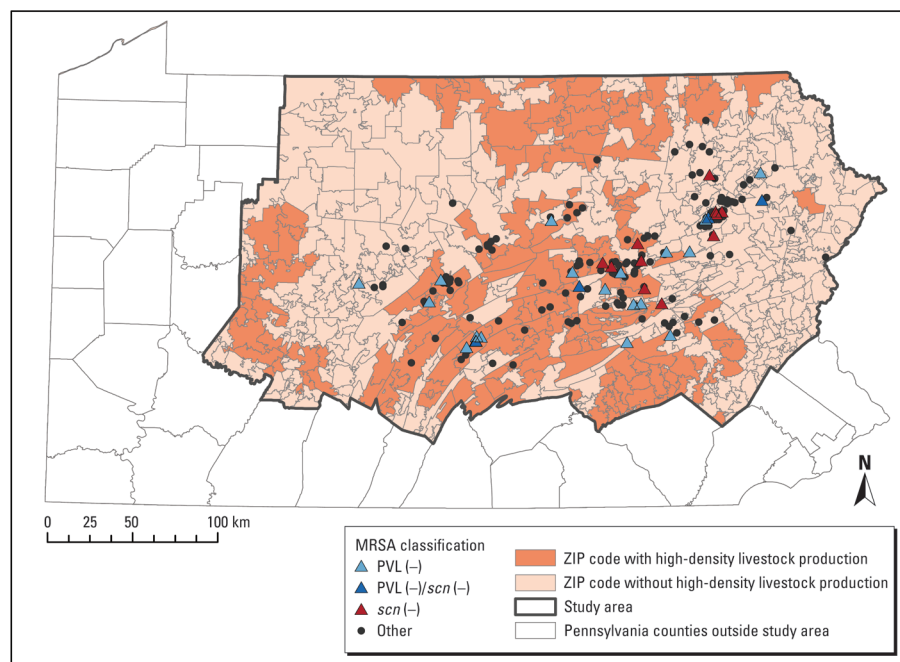 N
0 25 50 100 km
MRSA classification
PVL (–)
PVL (–)/scn (–)
scn (–)
Other
ZIP code with high-density livestock production
ZIP code without high-density livestock production
Study area
Pennsylvania counties outside study area